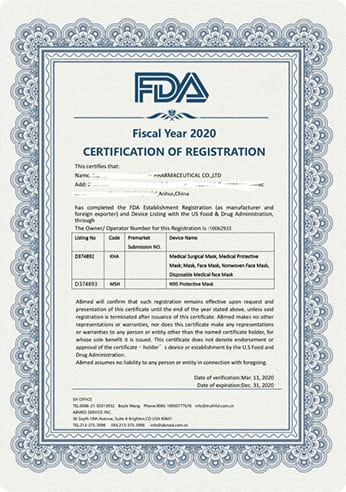 FDA
Fiscal Year 2020
CERTIFICATION OF REGISTRATION
This certifies that:
Name: PHARMACEUTICAL CO.,LTD
Add:
,Anhui,China
has completed the FDA Establishment Registration (as manufacturer and
foreign exporter) and Device Listing with the US Food & Drug Administration,
through
The Owner/ Operator Number for this Registration is :10062933
Listing No Code Premarket Submission NO. Device Name
D374892 KHA Medical Surgical Mask, Medical Protective
Mask; Mask, Face Mask, Nonwoven Face Mask,
Disposable Medical face Mask
D374893 MSH N95 Protective Mask
ABmed will confirm that such registration remains effective upon request and
presentation of this certificate until the end of the year stated above, unless said
registration is terminated after issuance of this certificate. ABmed makes no other
representations or warranties, nor does this certificate make any representations
or warranties to any person or entity other than the named certificate holder, for
whose sole benefit it is issued. This certificate does not denote endorsement or
approval of the certificate' holder' s device or establishment by the U.S Food and
Drug Administration.
ABmed assumes no liability to any person or entity in connection with foregoing.
Date of verification:Mar. 13, 2020
Date of expiration:Dec. 31, 2020
SH OFFICE
TEL:0086-21-50313932 Boyle Wang Phone:0086-18930777676 info@truthful.com.cn
ABMED SERVICE INC.
36 South 18th Avenue, Suite A Brighton,CO USA 80601
TEL:213-375-3998 FAX:213-375-3998 info@abmed.com.cn